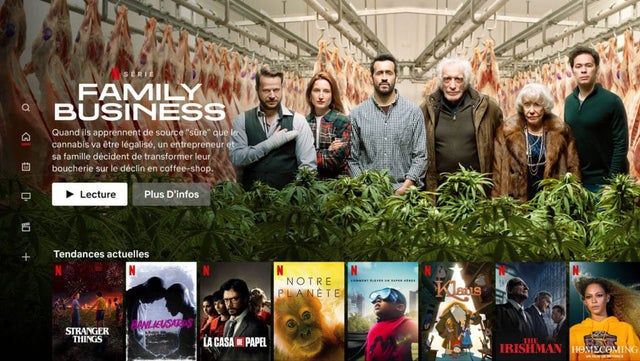 N SÉRIE
FAMILY
BUSINESS
Quand ils apprennent de source "sûre" que le
cannabis va être légalisé, un entrepreneur et
sa famille décident de transformer leur
boucherie sur le déclin en coffee-shop.
Lecture
Plus D'infos
Tendances actuelles
N
STRANGER
THINGS
N
BANLIEUSARDS
N
LA CASA DE PAPEL
N
NOTRE
PLANÈTE
N
COMMENT ÉLEVER UN SUPER-HÉROS
N
Klaus
N
THE
IRISHMAN
N
HOMECOMING